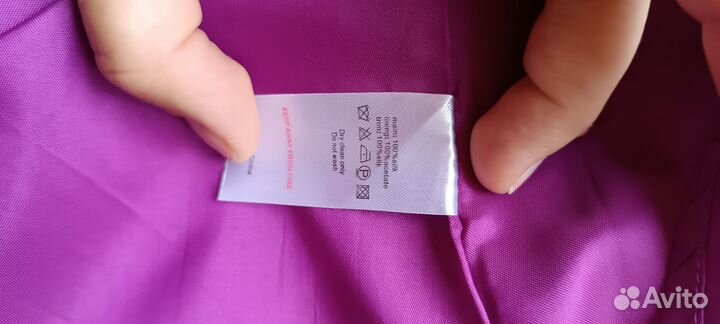 main: 100%silk
lining: 100%acetate
trim: 100%silk
P
Dry clean only
Do not wash
KEEP AWAY FROM FIRE
Avito